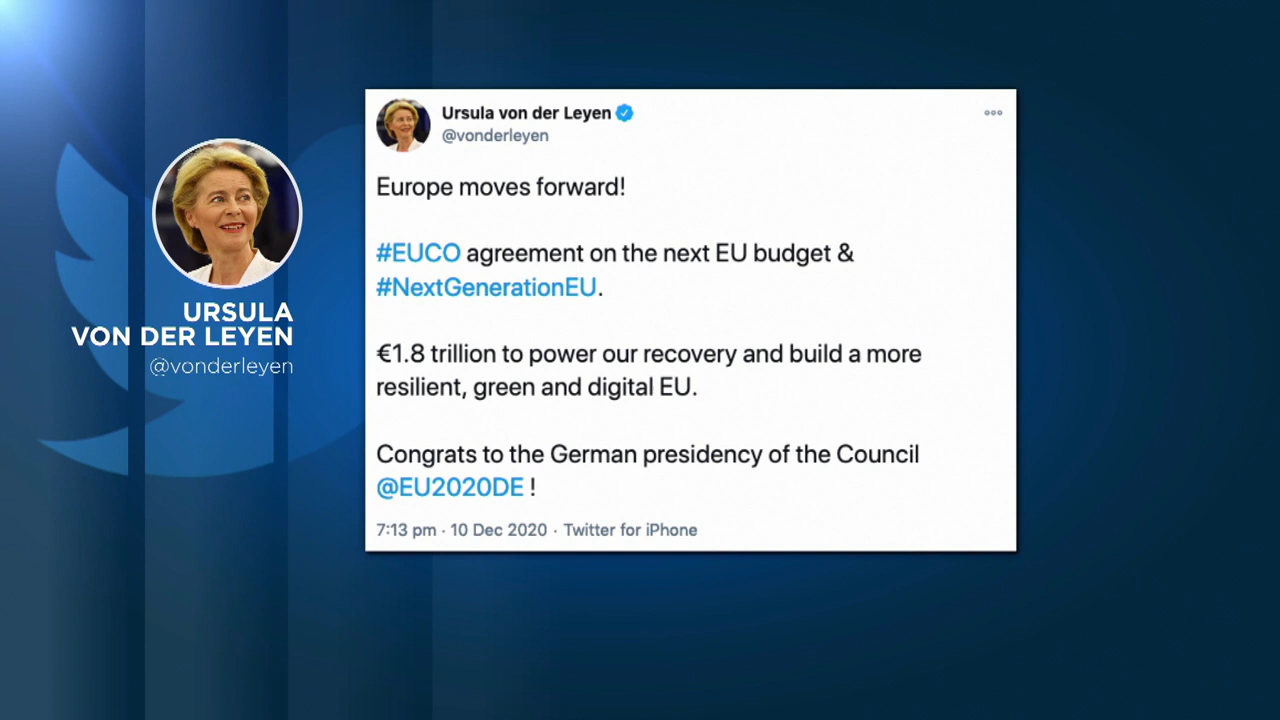 URSULA
VON DER LEYEN
@vonderleyen
Ursula von der Leyen
@vonderleyen
Europe moves forward!
#EUCO agreement on the next EU budget &
#NextGenerationEU.
€1.8 trillion to power our recovery and build a more
resilient, green and digital EU.
Congrats to the German presidency of the Council
@EU2020DE !
7:13 pm · 10 Dec 2020 · Twitter for iPhone